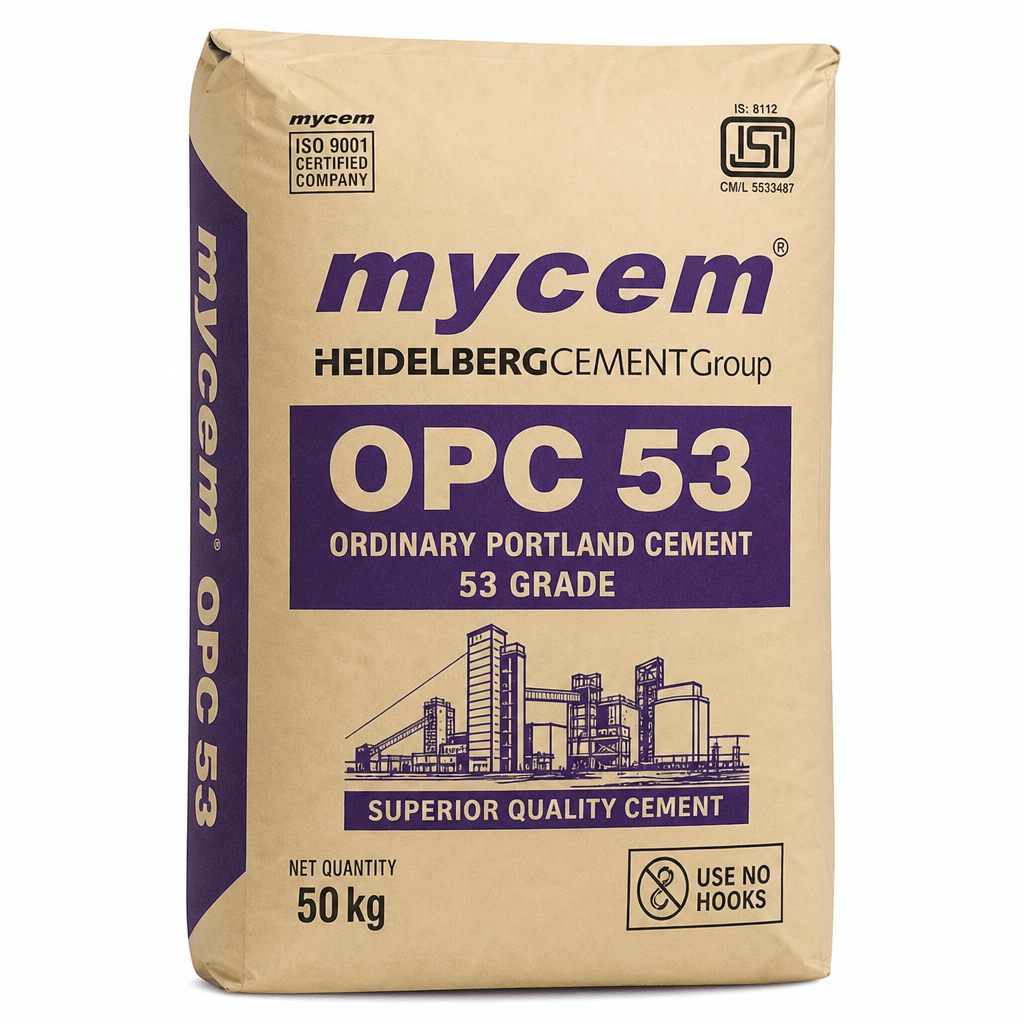 mycem
ISO 9001
CERTIFIED
COMPANY
IS: 8112
ISI
CM/L 5533487
mycem®
HEIDELBERGCEMENTGroup
OPC 53
ORDINARY PORTLAND CEMENT
53 GRADE
SUPERIOR QUALITY CEMENT
NET QUANTITY
50 kg
USE NO
HOOKS
mycem® OPC 53